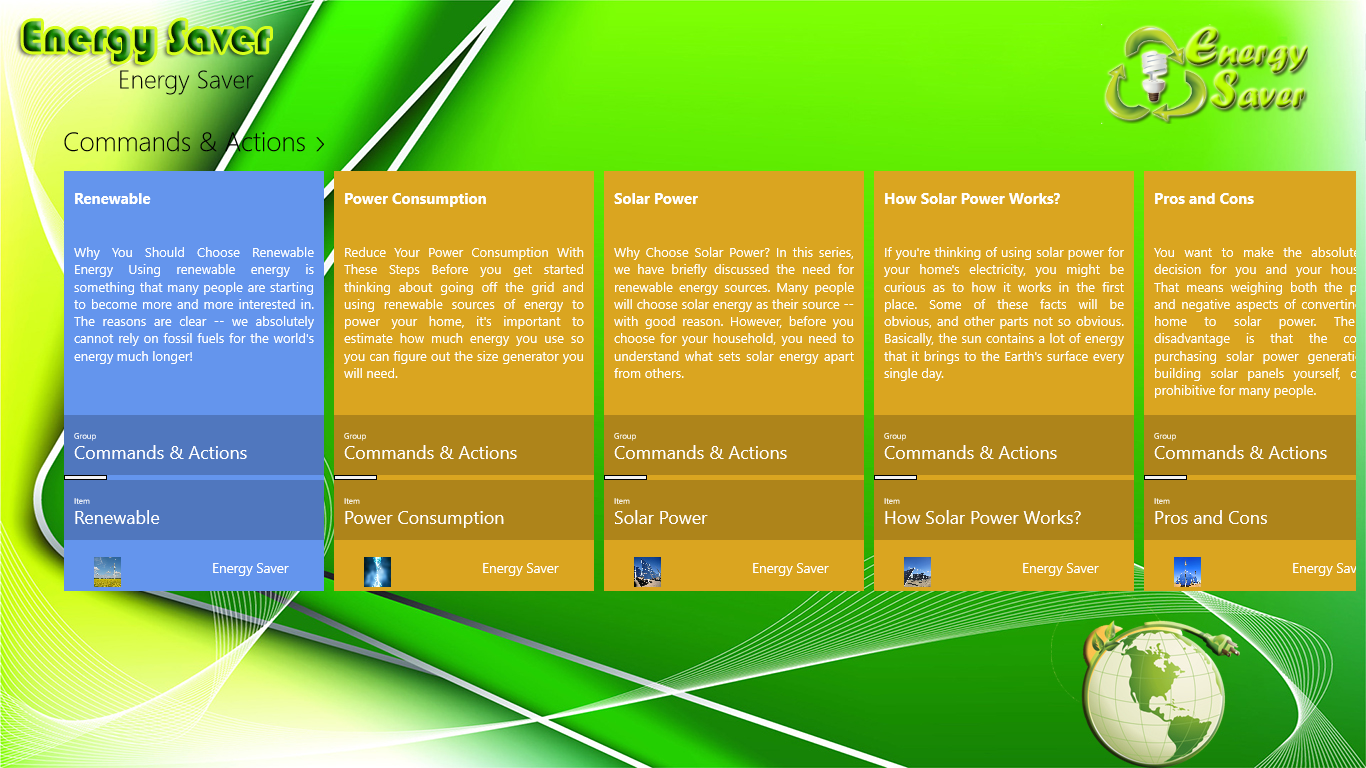 Energy Saver
Energy Saver
Energy
Saver
Commands & Actions >
Renewable
Why You Should Choose Renewable
Energy Using renewable energy is
something that many people are starting
to become more and more interested in.
The reasons are clear -- we absolutely
cannot rely on fossil fuels for the world's
energy much longer!
Group
Commands & Actions
Item
Renewable
Energy Saver
Power Consumption
Reduce Your Power Consumption With
These Steps Before you get started
thinking about going off the grid and
using renewable sources of energy to
power your home, it's important to
estimate how much energy you use so
you can figure out the size generator you
will need.
Group
Commands & Actions
Item
Power Consumption
Energy Saver
Solar Power
Why Choose Solar Power? In this series,
we have briefly discussed the need for
renewable energy sources. Many people
will choose solar energy as their source --
with good reason. However, before you
choose for your household, you need to
understand what sets solar energy apart
from others.
Group
Commands & Actions
Item
Solar Power
Energy Saver
How Solar Power Works?
If you're thinking of using solar power for
your home's electricity, you might be
curious as to how it works in the first
place. Some of these facts will be
obvious, and other parts not so obvious.
Basically, the sun contains a lot of energy
that it brings to the Earth's surface every
single day.
Group
Commands & Actions
Item
How Solar Power Works?
Energy Saver
Pros and Cons
You want to make the absolute
decision for you and your hous
That means weighing both the p
and negative aspects of convertin
home to solar power. The
disadvantage is that the co
purchasing solar power generati
building solar panels yourself, c
prohibitive for many people.
Group
Commands & Actions
Item
Pros and Cons
Energy Sav